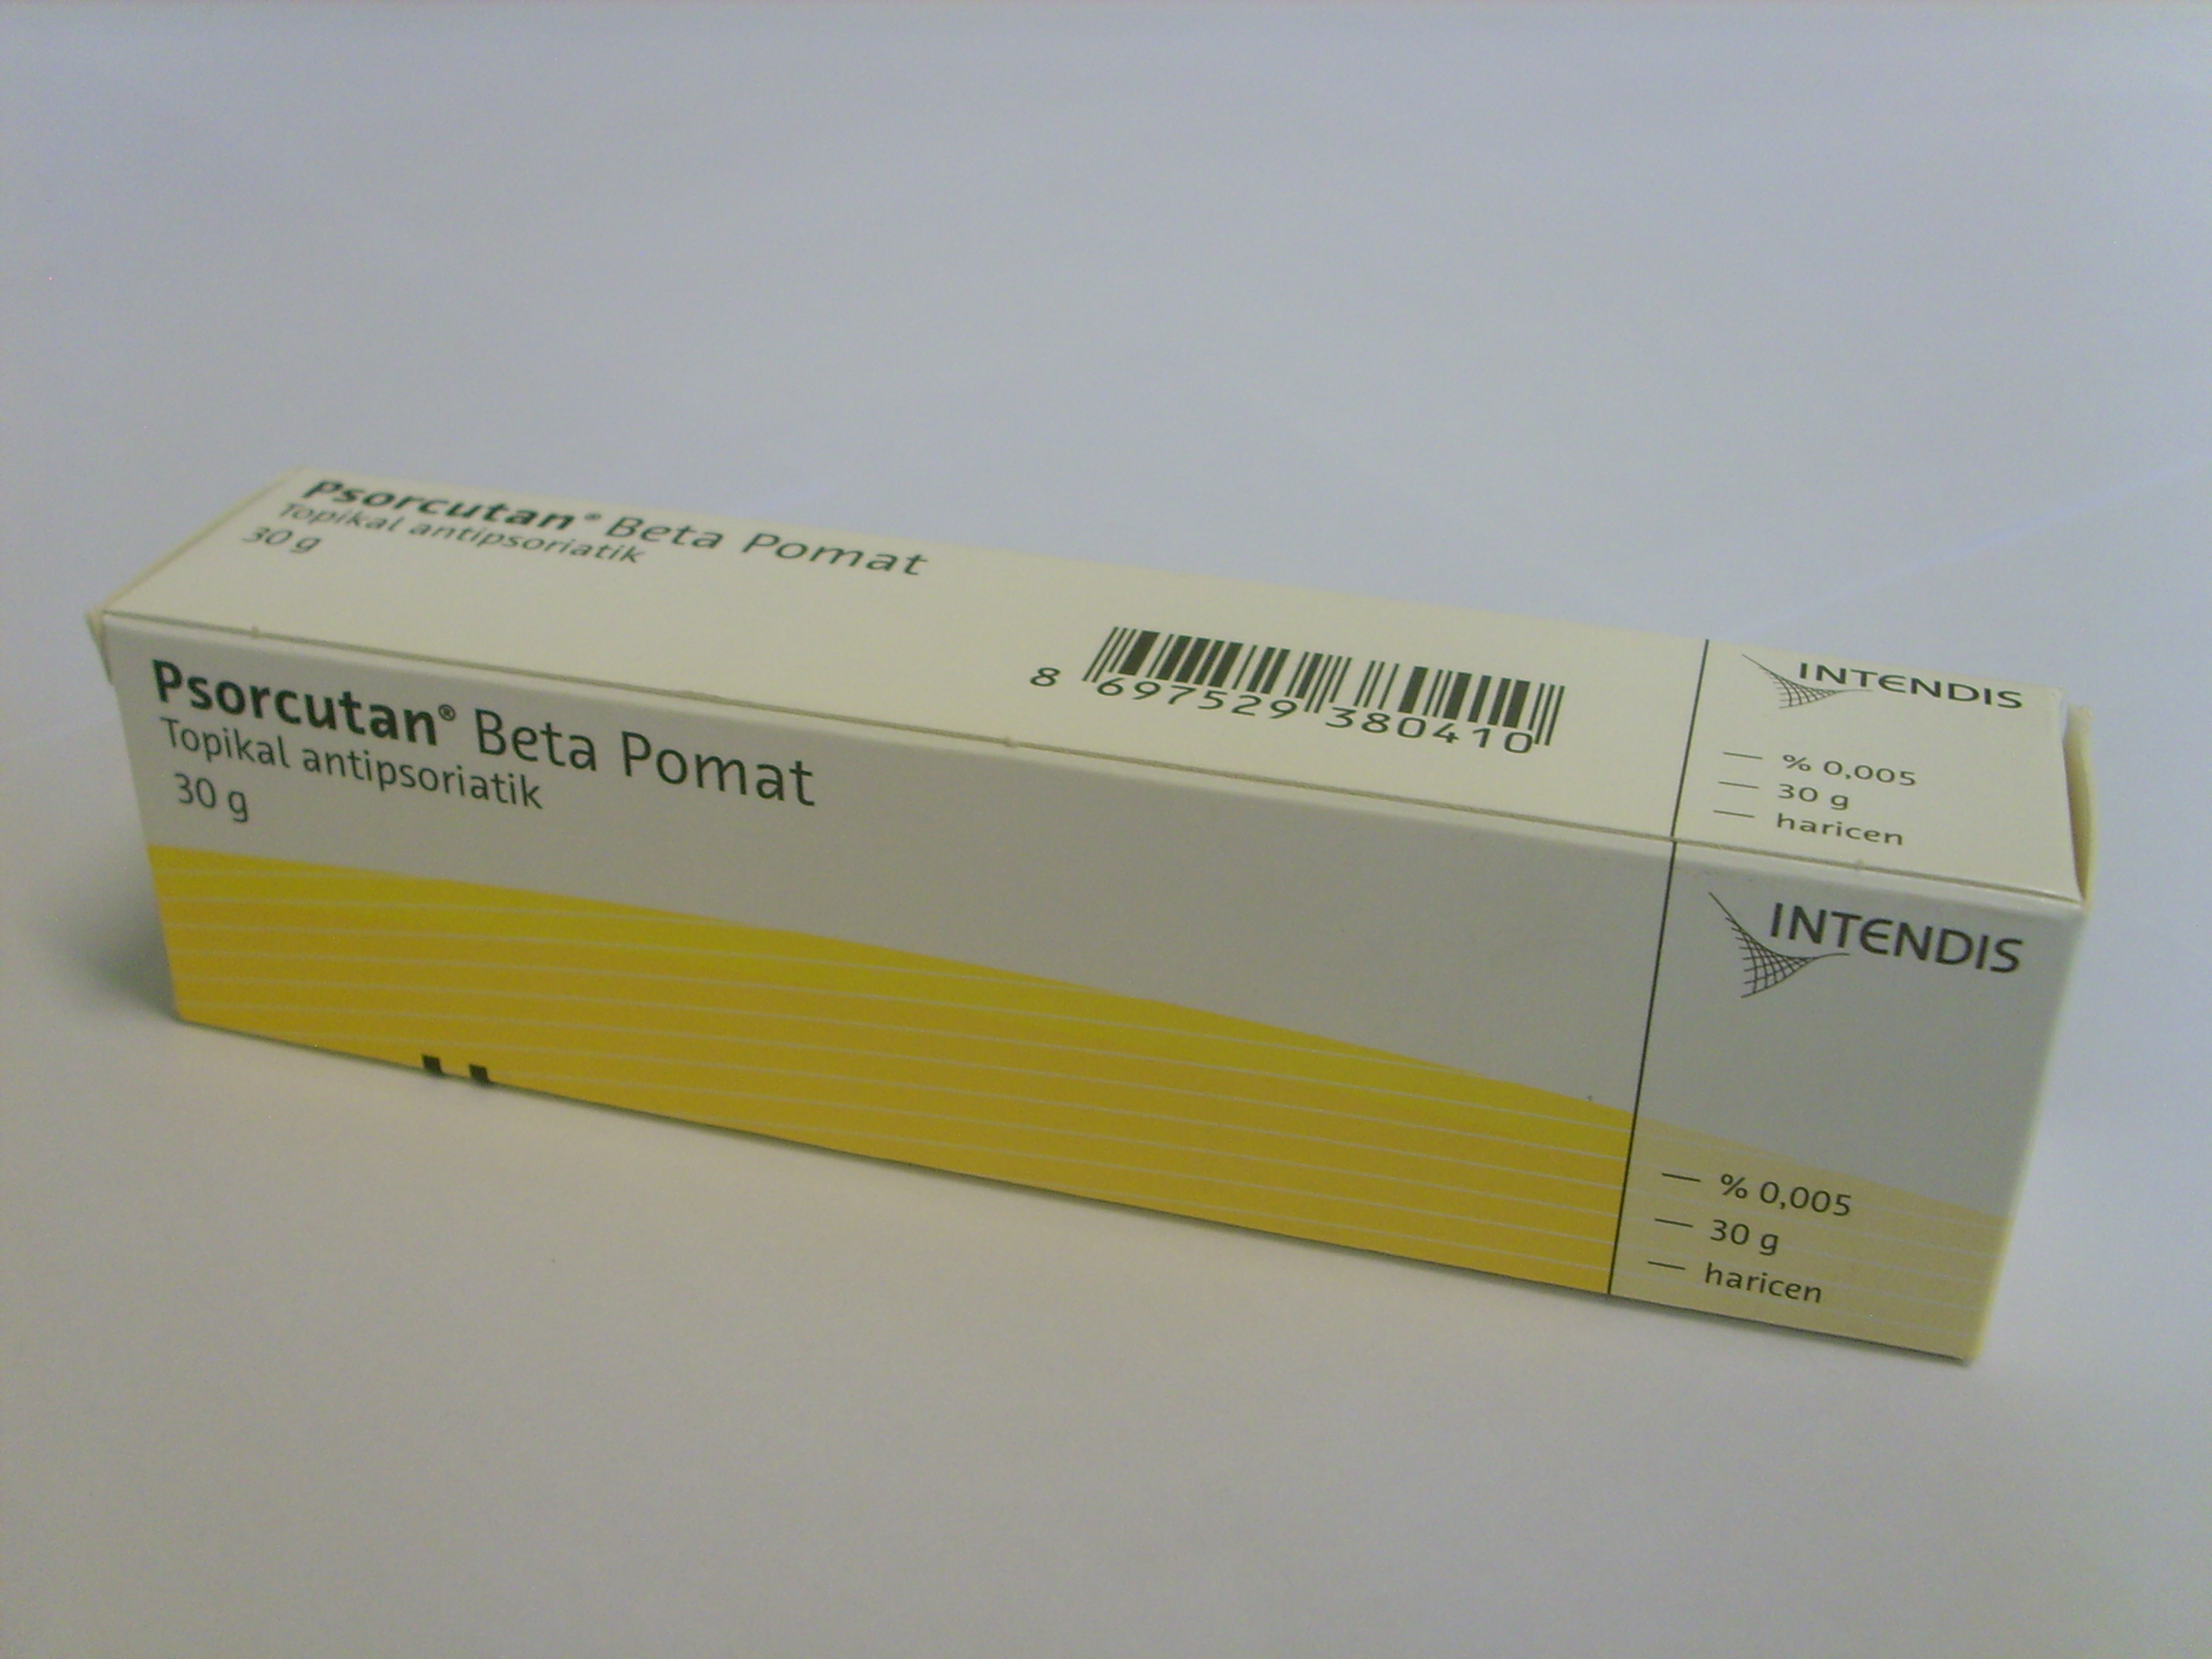 Psorcutan® Beta Pomat
Topikal antipsoriatik
30 g
8 697529 380410
INTENDIS
— % 0,005
— 30 g
— haricen
Psorcutan® Beta Pomat
Topikal antipsoriatik
30 g
INTENDIS
— % 0,005
— 30 g
— haricen